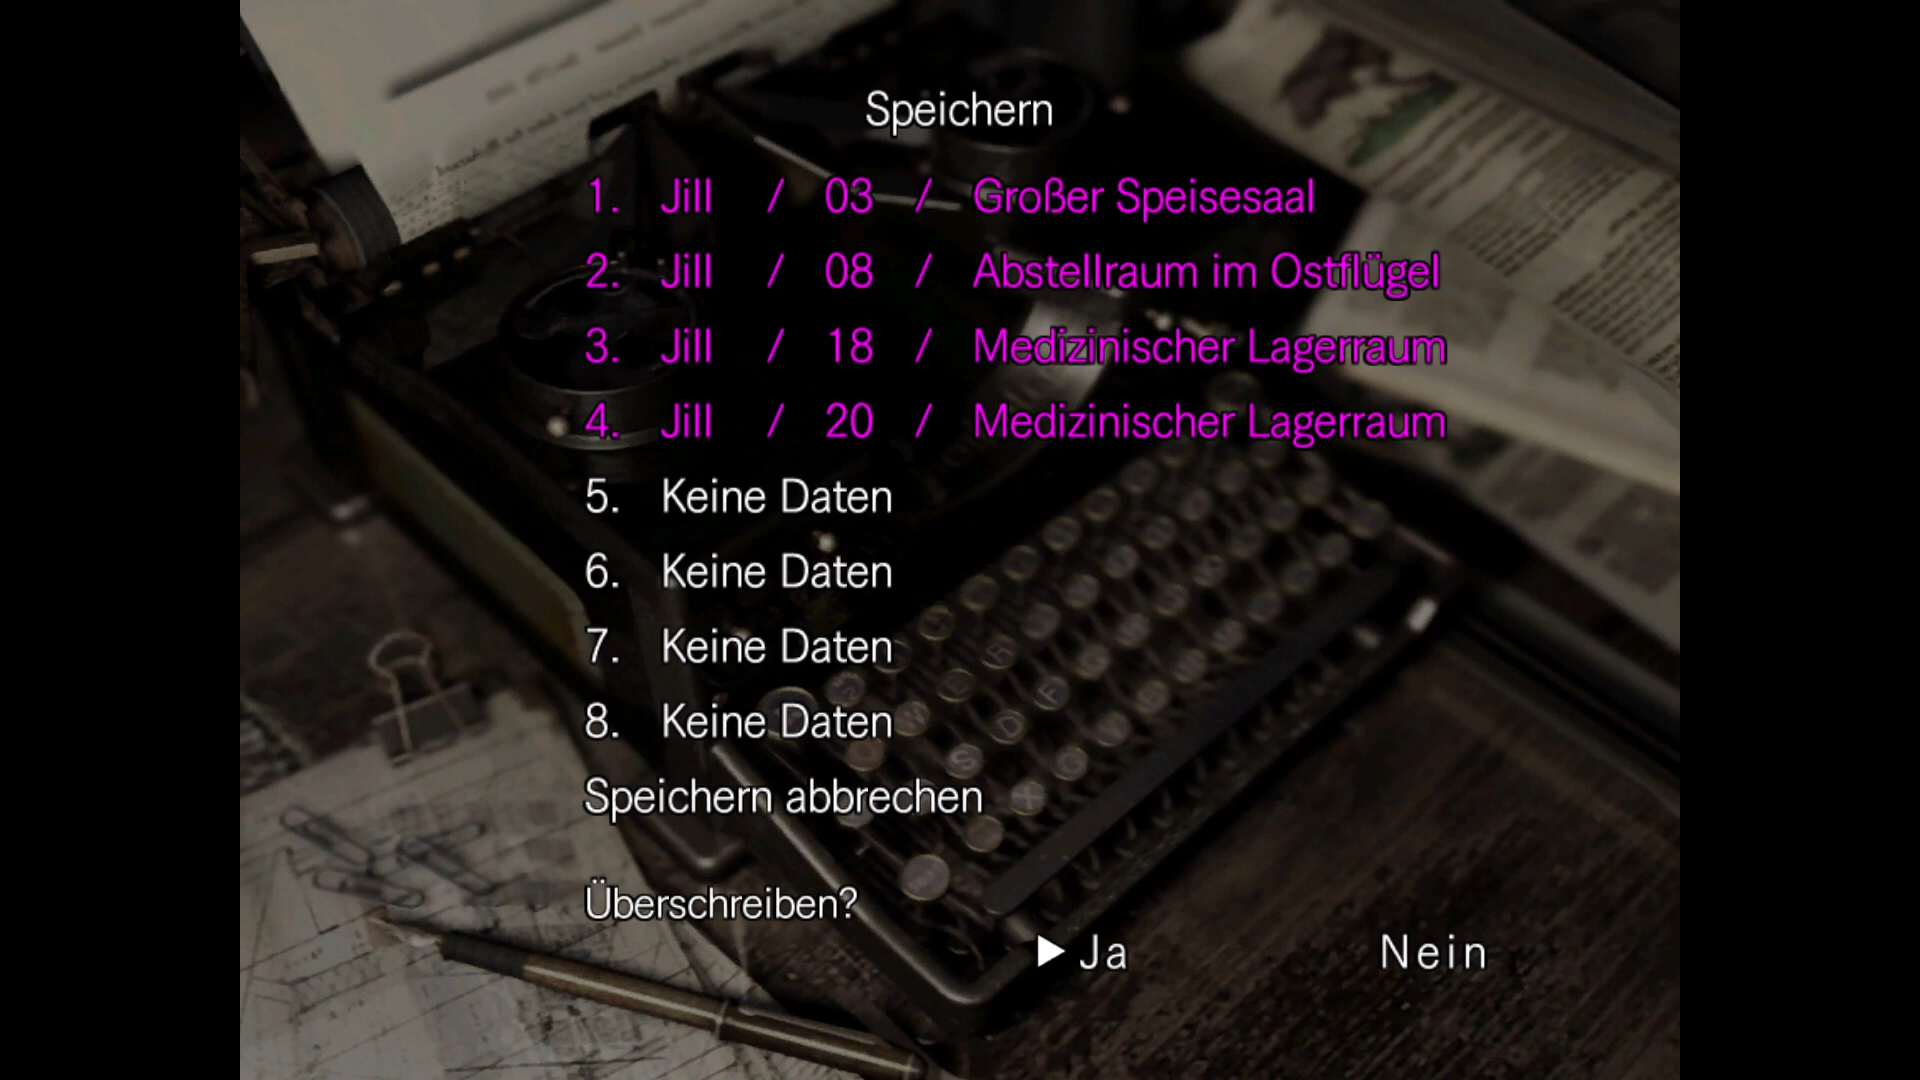 Speichern
1. Jill / 03 / Großer Speisesaal
2. Jill / 08 / Abstellraum im Ostflügel
3. Jill / 18 / Medizinischer Lagerraum
4. Jill / 20 / Medizinischer Lagerraum
5. Keine Daten
6. Keine Daten
7. Keine Daten
8. Keine Daten
Speichern abbrechen
Überschreiben?
▶ Ja Nein